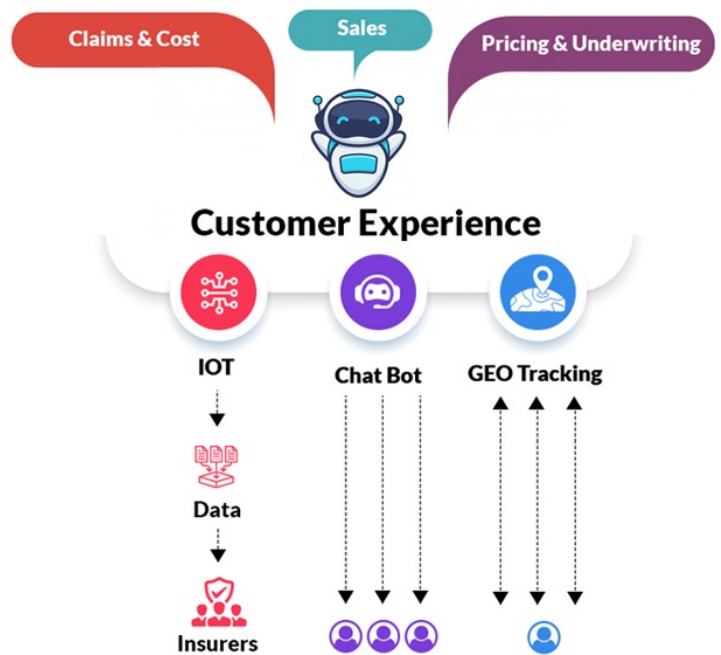 Claims & Cost
Sales
Pricing & Underwriting
Customer Experience
IOT
Chat Bot
GEO Tracking
Data
Insurers